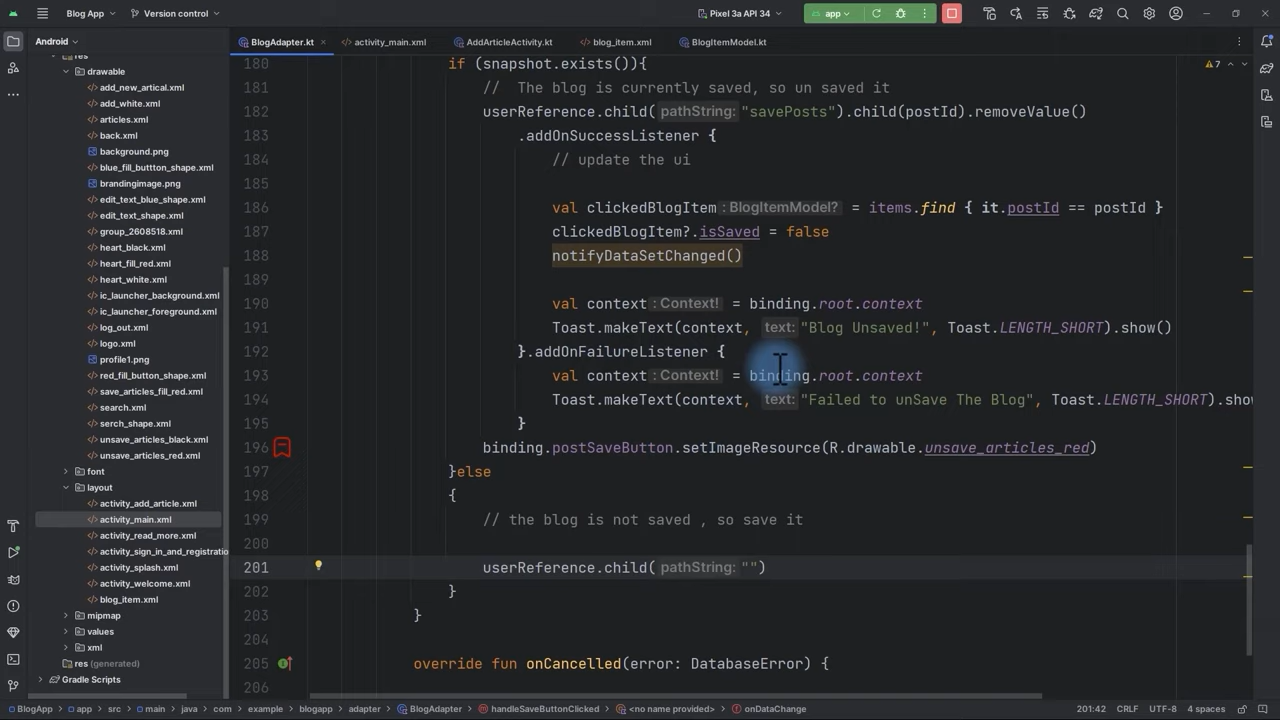 Blog App
Version control
Pixel 3a API 34
app
Android
BlogAdapter.kt
activity_main.xml
AddArticleActivity.kt
blog_item.xml
BlogItemModel.kt
res
drawable
add_new_artical.xml
add_white.xml
articles.xml
back.xml
background.png
blue_fill_buttton_shape.xml
brandingimage.png
edit_text_blue_shape.xml
edit_text_shape.xml
group_2608518.xml
heart_black.xml
heart_fill_red.xml
heart_white.xml
ic_launcher_background.xml
ic_launcher_foreground.xml
log_out.xml
logo.xml
profile1.png
red_fill_button_shape.xml
save_articles_fill_red.xml
search.xml
serch_shape.xml
unsave_articles_black.xml
unsave_articles_red.xml
font
layout
activity_add_article.xml
activity_main.xml
activity_read_more.xml
activity_sign_in_and_registratio
activity_splash.xml
activity_welcome.xml
blog_item.xml
mipmap
values
xml
res (generated)
Gradle Scripts
7
180 if (snapshot.exists()){
181 // The blog is currently saved, so un saved it
182 userReference.child( pathString: "savePosts").child(postId).removeValue()
183 .addOnSuccessListener {
184 // update the ui
185
186 val clickedBlogItem : BlogItemModel? = items.find { it.postId == postId }
187 clickedBlogItem?.isSaved = false
188 notifyDataSetChanged()
189
190 val context : Context! = binding.root.context
191 Toast.makeText(context, text: "Blog Unsaved!", Toast.LENGTH_SHORT).show()
192 }.addOnFailureListener {
193 val context : Context! = binding.root.context
194 Toast.makeText(context, text: "Failed to unSave The Blog", Toast.LENGTH_SHORT).show
195 }
196 binding.postSaveButton.setImageResource(R.drawable.unsave_articles_red)
197 }else
198 {
199 // the blog is not saved , so save it
200
201 userReference.child( pathString: "")
202 }
203 }
204
205 override fun onCancelled(error: DatabaseError) {
206
BlogApp
app
src
main
java
com
example
blogapp
adapter
BlogAdapter
handleSaveButtonClicked
<no name provided>
onDataChange
201:42
CRLF
UTF-8
4 spaces